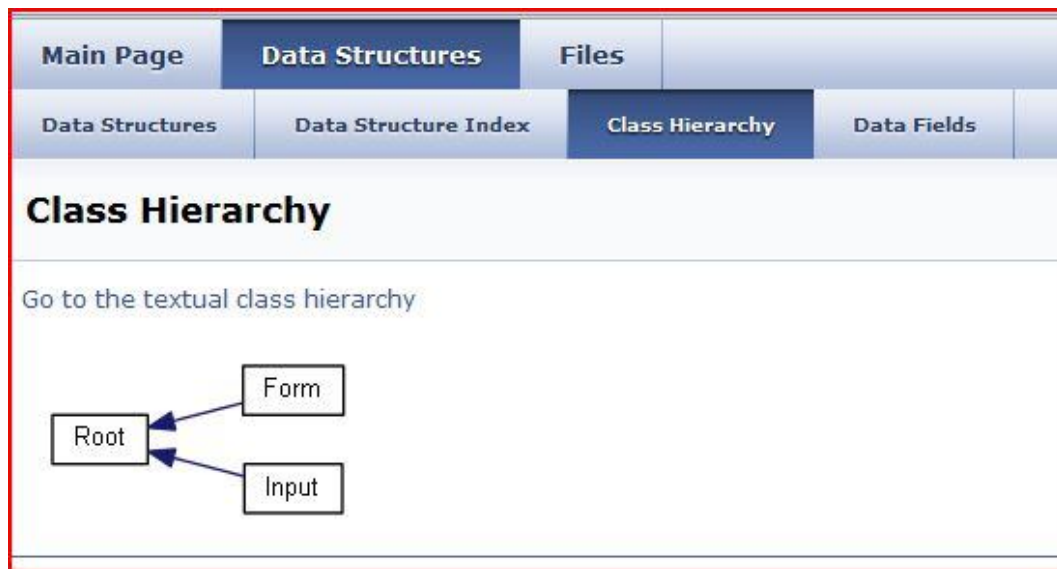 Main Page Data Structures Files
Data Structures Data Structure Index Class Hierarchy Data Fields
Class Hierarchy
Go to the textual class hierarchy
Form
Root
Input